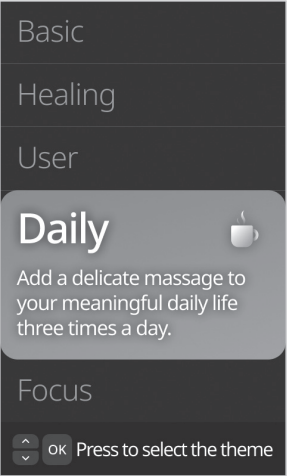 Basic
Healing
User
Daily
Add a delicate massage to
your meaningful daily life
three times a day.
Focus
OK Press to select the theme